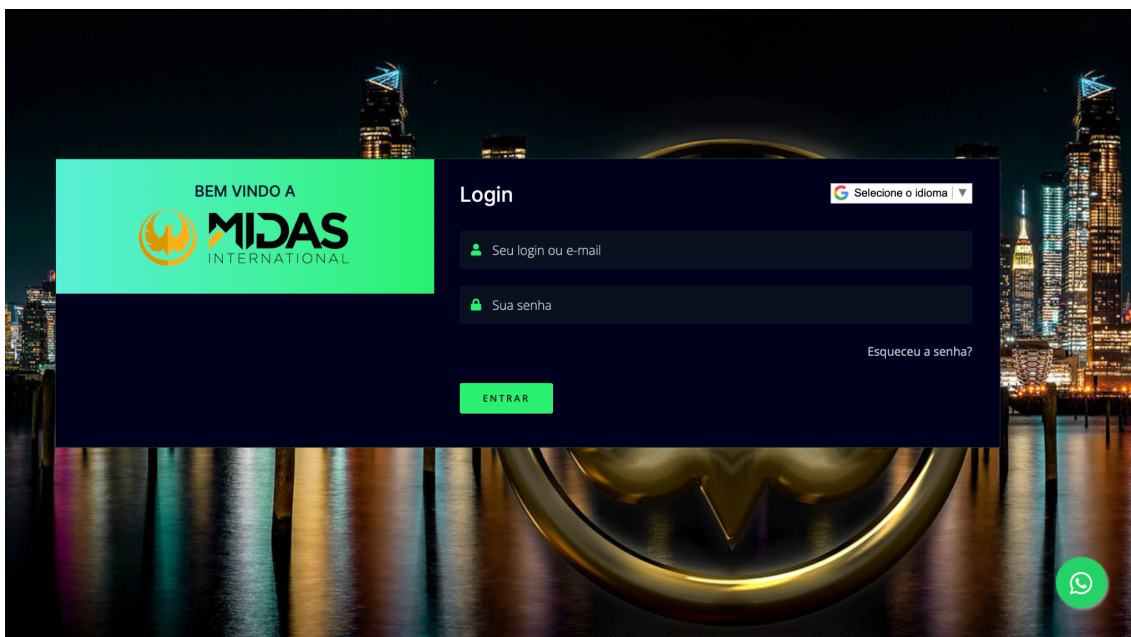 BEM VINDO A
MIDAS
INTERNATIONAL
Login
Selecione o idioma
Seu login ou e-mail
Sua senha
Esqueceu a senha?
ENTRAR